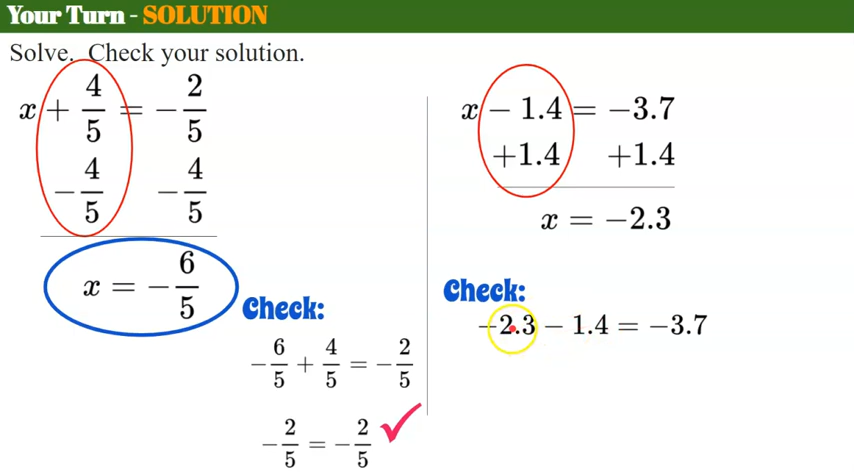 Your Turn - SOLUTION
Solve. Check your solution.
x + 4/5 = -2/5
-4/5 -4/5
x = -6/5
Check:
-6/5 + 4/5 = -2/5
-2/5 = -2/5 ✓
x - 1.4 = -3.7
+1.4 +1.4
x = -2.3
Check:
-2.3 - 1.4 = -3.7